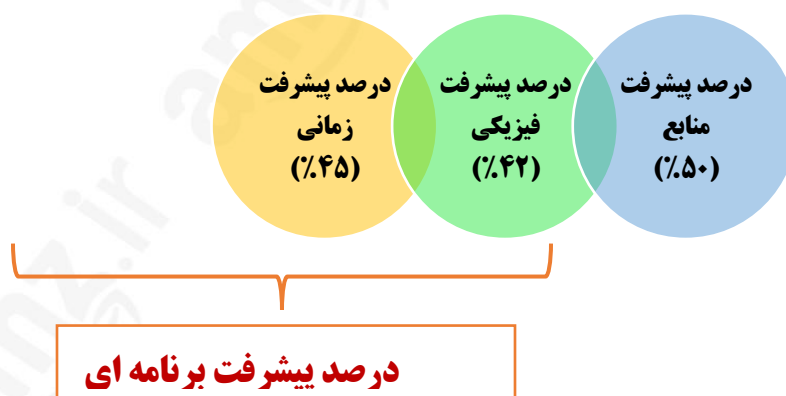 درصد پیشرفت
منابع
(٪۵۰)
درصد پیشرفت
فیزیکی
(٪۴۲)
درصد پیشرفت
زمانی
(٪۴۵)
درصد پیشرفت برنامه ای